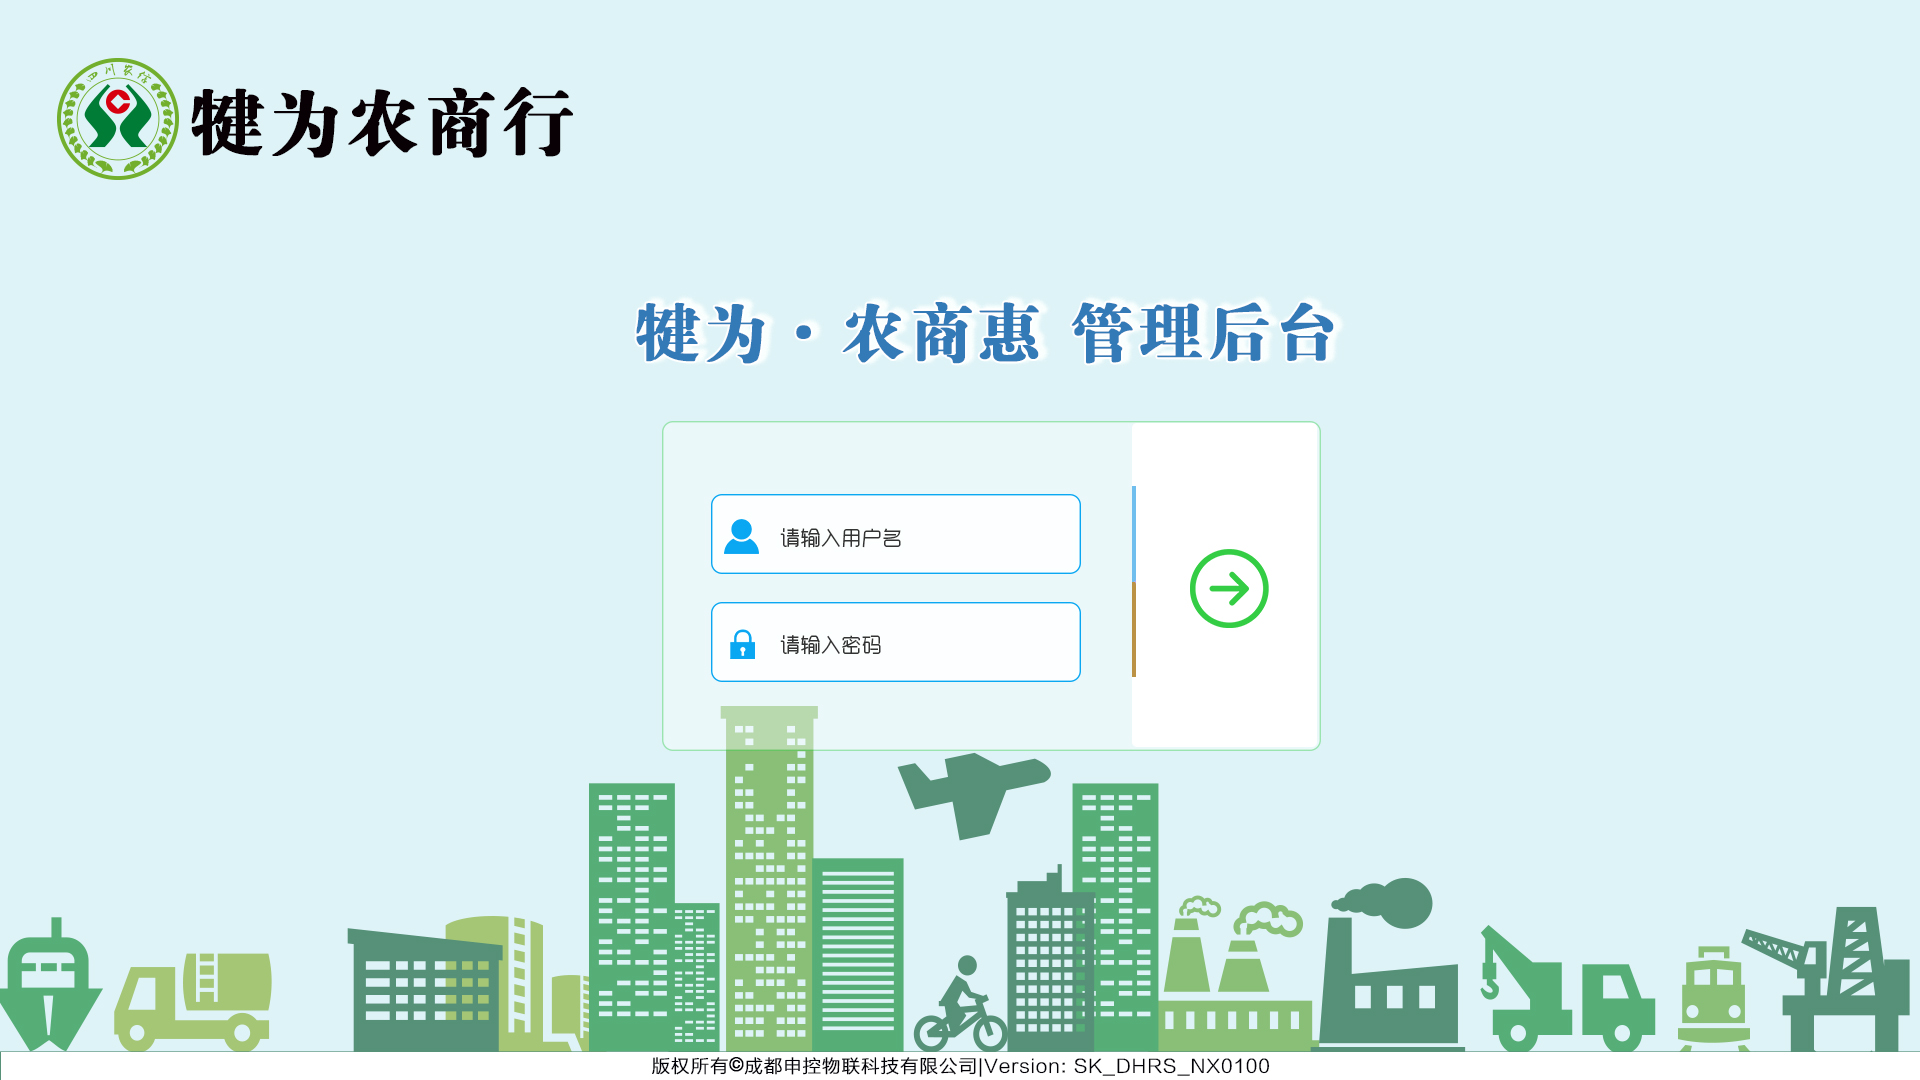 四川农信
犍为农商行
犍为·农商惠 管理后台
请输入用户名
请输入密码
版权所有©成都申控物联科技有限公司|Version: SK_DHRS_NX0100